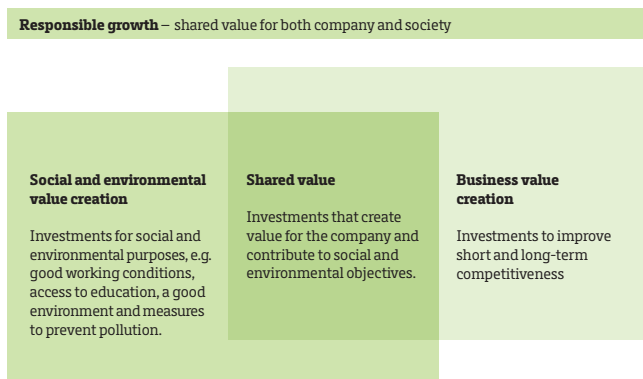 Responsible growth – shared value for both company and society
Social and environmental
value creation
Investments for social and
environmental purposes, e.g.
good working conditions,
access to education, a good
environment and measures
to prevent pollution.
Shared value
Investments that create
value for the company and
contribute to social and
environmental objectives.
Business value
creation
Investments to improve
short and long-term
competitiveness